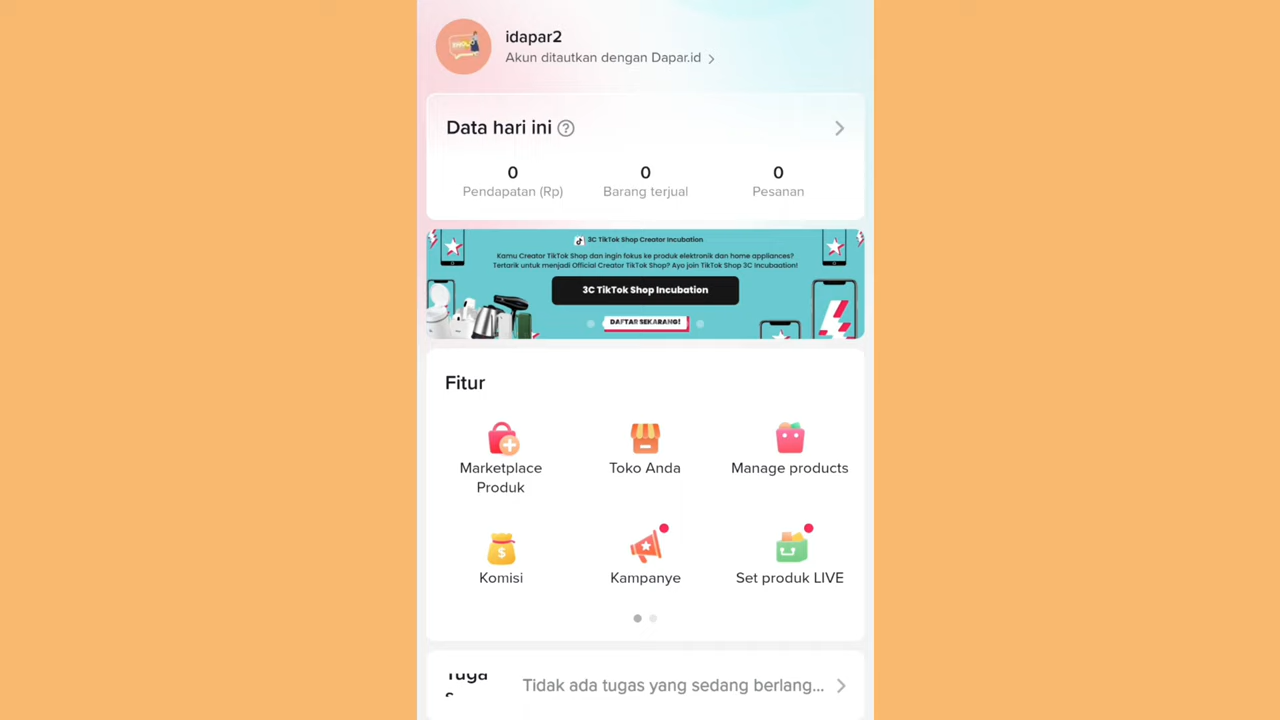 idapar2
Akun ditautkan dengan Dapar.id
Data hari ini
0
Pendapatan (Rp)
0
Barang terjual
0
Pesanan
3C TikTok Shop Creator Incubation
Kamu Creator TikTok Shop dan ingin fokus ke produk elektronik dan home appliances?
Tertarik untuk menjadi Official Creator TikTok Shop? Ayo join TikTok Shop 3C Incubaation!
3C TikTok Shop Incubation
DAFTAR SEKARANG!
Fitur
Marketplace
Produk
Toko Anda
Manage products
Komisi
Kampanye
Set produk LIVE
Tuga
s
Tidak ada tugas yang sedang berlang...